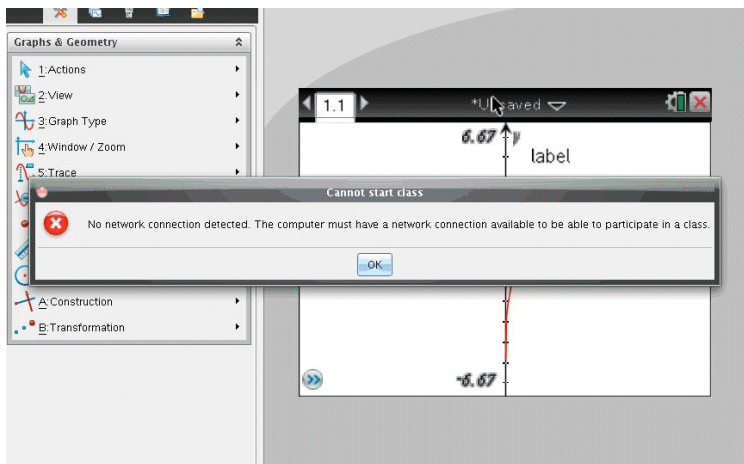 Graphs & Geometry
1:Actions
2:View
3:Graph Type
4:Window / Zoom
5:Trace
A:Construction
B:Transformation
1.1
*Unsaved
6.67
y
label
Cannot start class
No network connection detected. The computer must have a network connection available to be able to participate in a class.
OK
-6.67